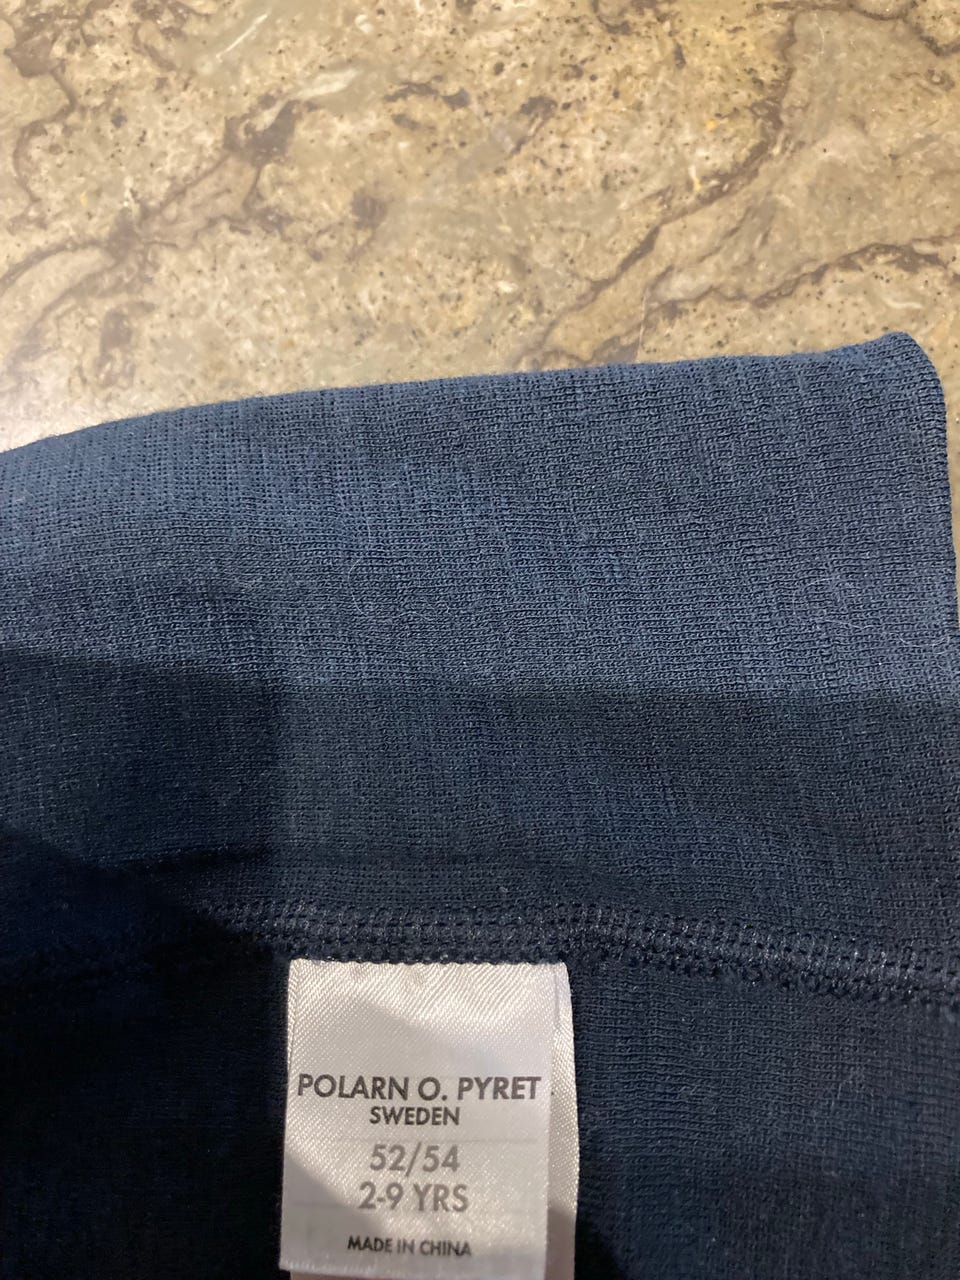 POLARN O. PYRET
SWEDEN
52/54
2-9 YRS
MADE IN CHINA